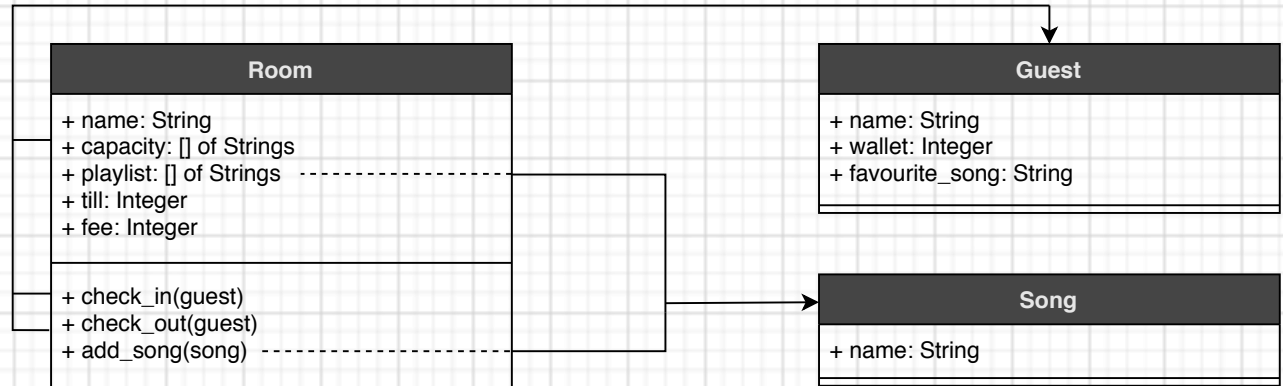 Room
+ name: String
+ capacity: [] of Strings
+ playlist: [] of Strings
+ till: Integer
+ fee: Integer
+ check_in(guest)
+ check_out(guest)
+ add_song(song)
Guest
+ name: String
+ wallet: Integer
+ favourite_song: String
Song
+ name: String